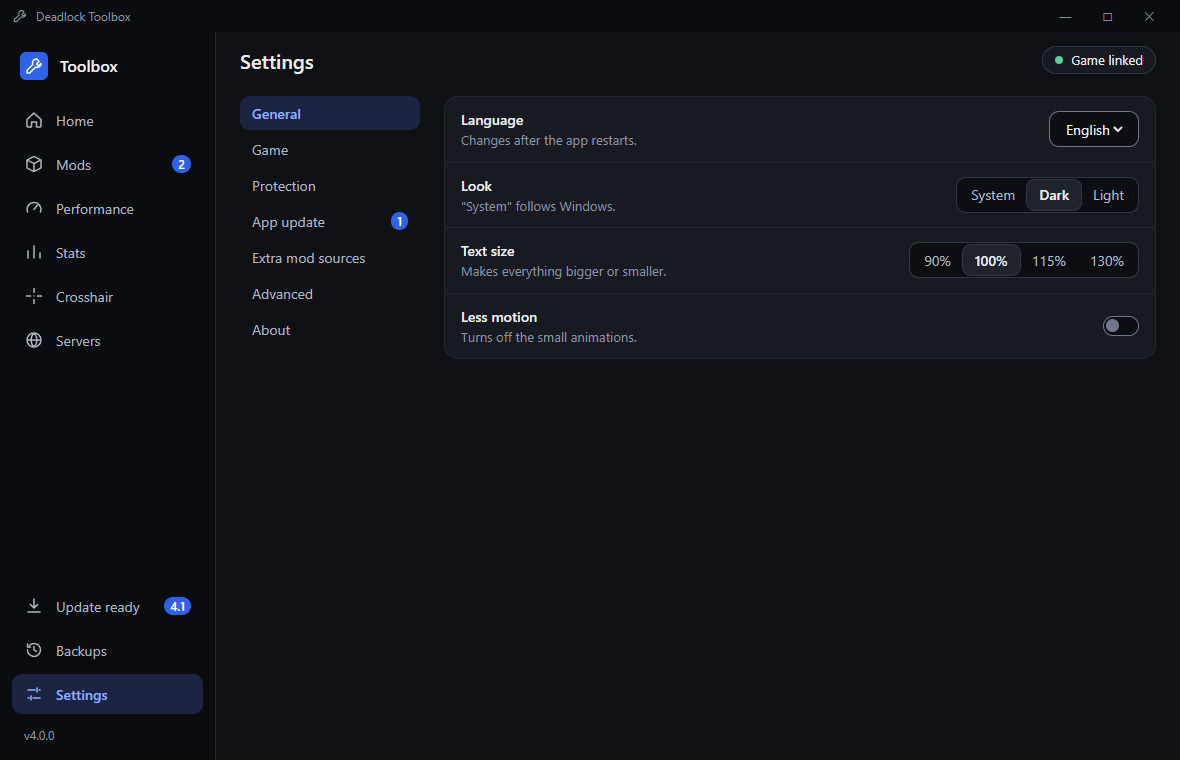 Deadlock Toolbox
Toolbox
Home
Mods 2
Performance
Stats
Crosshair
Servers
Update ready 4.1
Backups
Settings
v4.0.0
Settings
Game linked
General
Game
Protection
App update 1
Extra mod sources
Advanced
About
Language
Changes after the app restarts.
English
Look
"System" follows Windows.
System Dark Light
Text size
Makes everything bigger or smaller.
90% 100% 115% 130%
Less motion
Turns off the small animations.